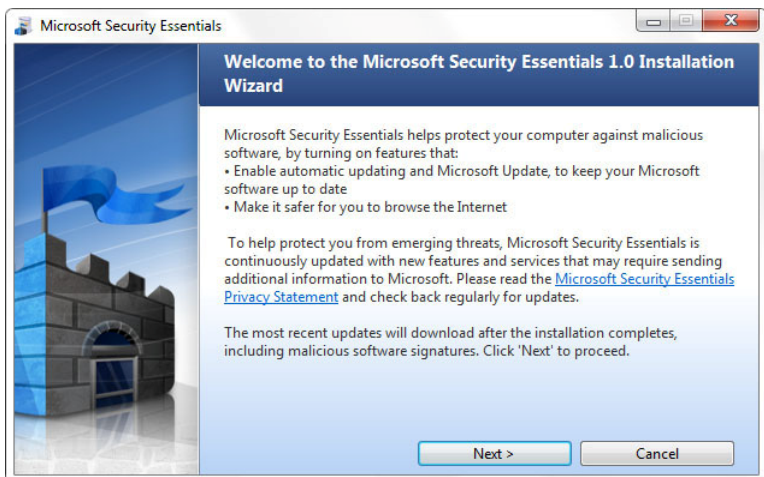 Microsoft Security Essentials
Welcome to the Microsoft Security Essentials 1.0 Installation
Wizard
Microsoft Security Essentials helps protect your computer against malicious
software, by turning on features that:
• Enable automatic updating and Microsoft Update, to keep your Microsoft
software up to date
• Make it safer for you to browse the Internet
To help protect you from emerging threats, Microsoft Security Essentials is
continuously updated with new features and services that may require sending
additional information to Microsoft. Please read the Microsoft Security Essentials
Privacy Statement and check back regularly for updates.
The most recent updates will download after the installation completes,
including malicious software signatures. Click 'Next' to proceed.
Next >
Cancel